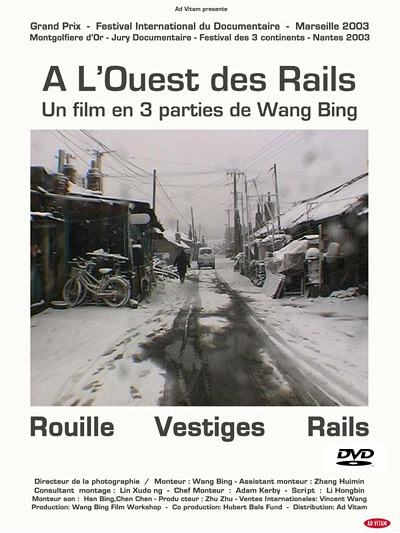 Ad Vitam presente
Grand Prix - Festival International du Documentaire - Marseille 2003
Montgolfiere d'Or - Jury Documentaire - Festival des 3 continents - Nantes 2003
A L'Ouest des Rails
Un film en 3 parties de Wang Bing
Rouille Vestiges Rails
DVD
Directeur de la photographie / Monteur : Wang Bing - Assistant monteur : Zhang Huimin
Consultant montage : Lin Xudo ng - Chef Monteur : Adam Kerby - Script : Li Hongbin
Monteur son : Han Bing,Chen Chen - Produ cteur : Zhu Zhu - Ventes Internationales: Vincent Wang
Production: Wang Bing Film Workshop - Co production: Hubert Bals Fund - Distribution: Ad Vitam
AD VITAM